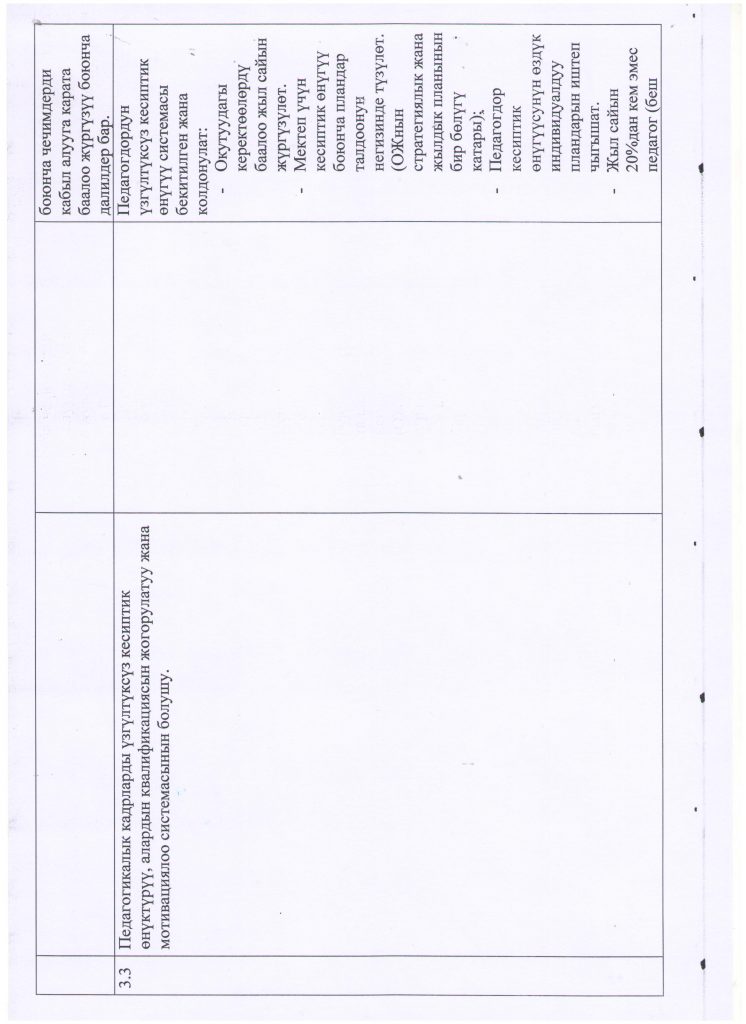 боюнча чечимдерди
кабыл алууга карата
баалоо жүргүзүү боюнча
далилдер бар.
3.3
Педагогикалык кадрларды үзгүлтүксүз кесиптик
өнүктүрүү, алардын квалификациясын жогорулатуу жана
мотивациялоо системасынын болушу.
Педагогдордун
үзгүлтүксүз кесиптик
өнүгүү системасы
бекитилген жана
колдонулат:
- Окутуудагы
керектөөлөрдү
баалоо жыл сайын
жүргүзүлөт.
- Мектеп үчүн
кесиптик өнүгүү
боюнча пландар
талдоонун
негизинде түзүлөт.
(ОЖнын
стратегиялык жана
жылдык планынын
бир бөлүгү
катары);
- Педагогдор
кесиптик
өнүгүүсүнүн өздүк
индивидуалдуу
пландарын иштеп
чыгышат.
- Жыл сайын
20%дан кем эмес
педагог (беш